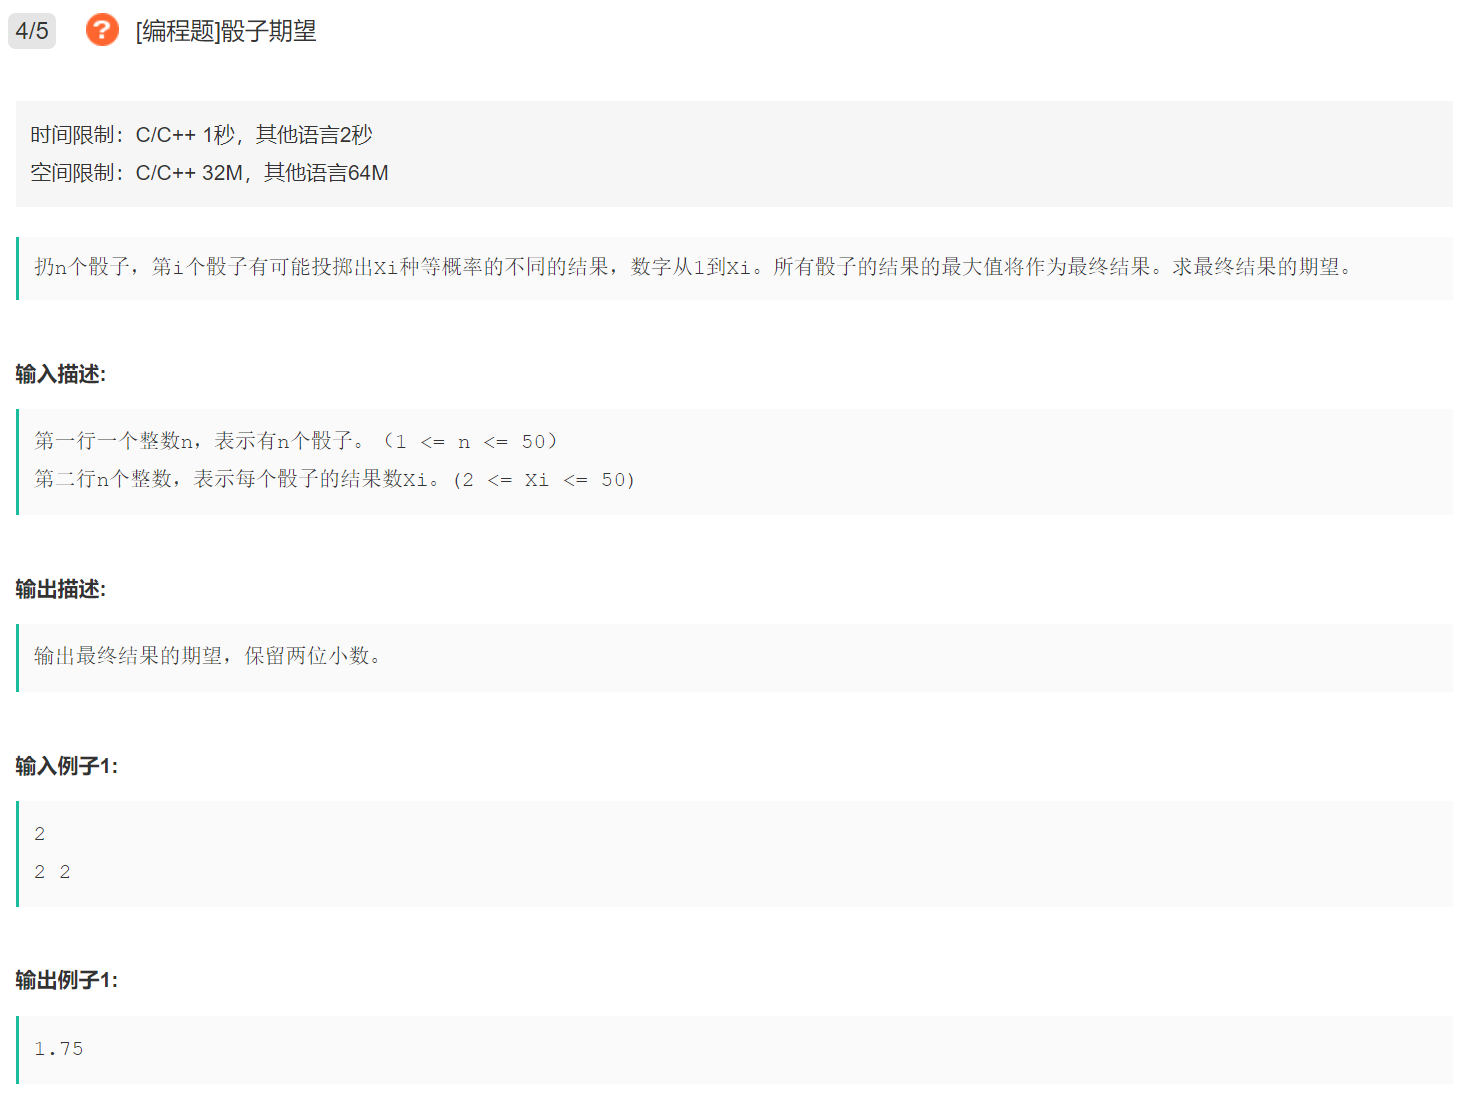 4/5 ? [编程题]骰子期望
时间限制：C/C++ 1秒，其他语言2秒
空间限制：C/C++ 32M，其他语言64M
扔n个骰子，第i个骰子有可能投掷出Xi种等概率的不同的结果，数字从1到Xi。所有骰子的结果的最大值将作为最终结果。求最终结果的期望。
输入描述:
第一行一个整数n，表示有n个骰子。（1 <= n <= 50）
第二行n个整数，表示每个骰子的结果数Xi。(2 <= Xi <= 50)
输出描述:
输出最终结果的期望，保留两位小数。
输入例子1:
2
2 2
输出例子1:
1.75